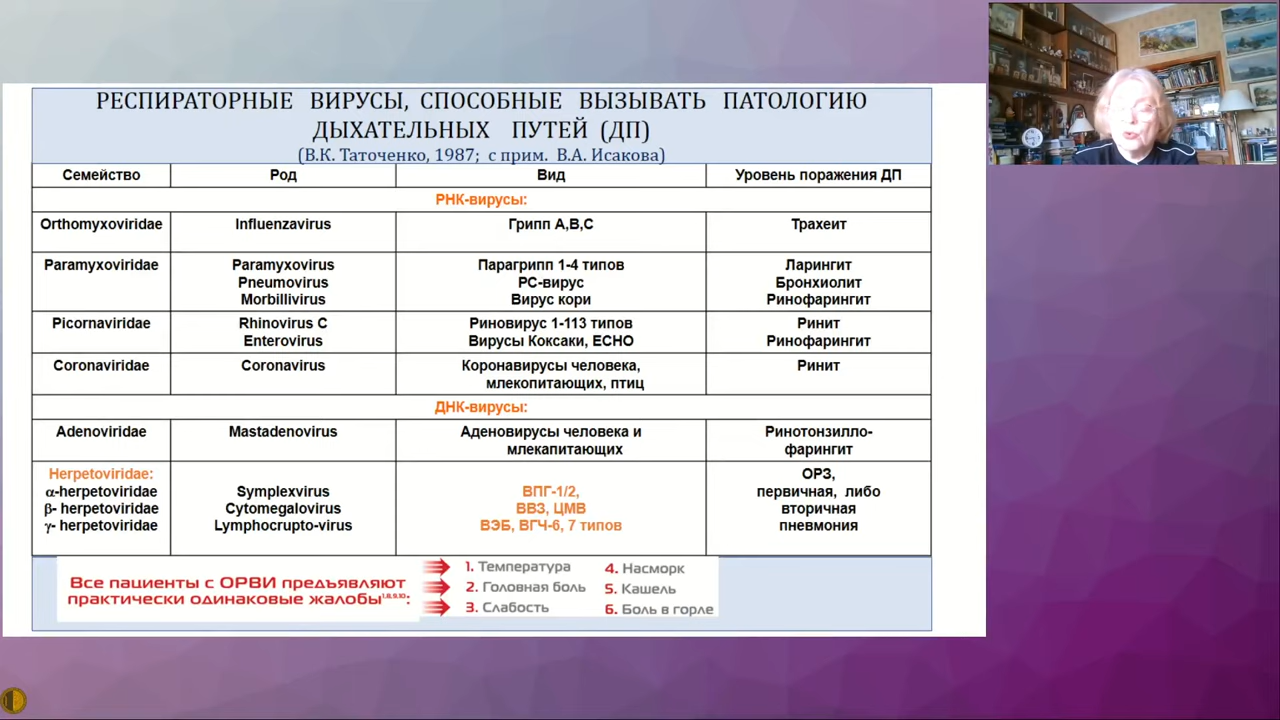 РЕСПИРАТОРНЫЕ ВИРУСЫ, СПОСОБНЫЕ ВЫЗЫВАТЬ ПАТОЛОГИЮ
ДЫХАТЕЛЬНЫХ ПУТЕЙ (ДП)
(В.К. Таточенко, 1987; с прим. В.А. Исакова)
Семейство Род Вид Уровень поражения ДП
РНК-вирусы:
Orthomyxoviridae Influenzavirus Грипп А,В,С Трахеит
Paramyxoviridae Paramyxovirus Парагрипп 1-4 типов Ларингит
Pneumovirus РС-вирус Бронхиолит
Morbillivirus Вирус кори Ринофарингит
Picornaviridae Rhinovirus C Риновирус 1-113 типов Ринит
Enterovirus Вирусы Коксаки, ECHO Ринофарингит
Coronaviridae Coronavirus Коронавирусы человека, Ринит
млекопитающих, птиц
ДНК-вирусы:
Adenoviridae Mastadenovirus Аденовирусы человека и Ринотонзилло-
млекапитающих фарингит
Herpetoviridae: ОРЗ,
α-herpetoviridae Symplexvirus ВПГ-1/2, первичная, либо
β- herpetoviridae Cytomegalovirus ВВЗ, ЦМВ вторичная
γ- herpetoviridae Lymphocrupto-virus ВЭБ, ВГЧ-6, 7 типов пневмония
Все пациенты с ОРВИ предъявляют
практически одинаковые жалобы1,8,9,10:
1. Температура
2. Головная боль
3. Слабость
4. Насморк
5. Кашель
6. Боль в горле